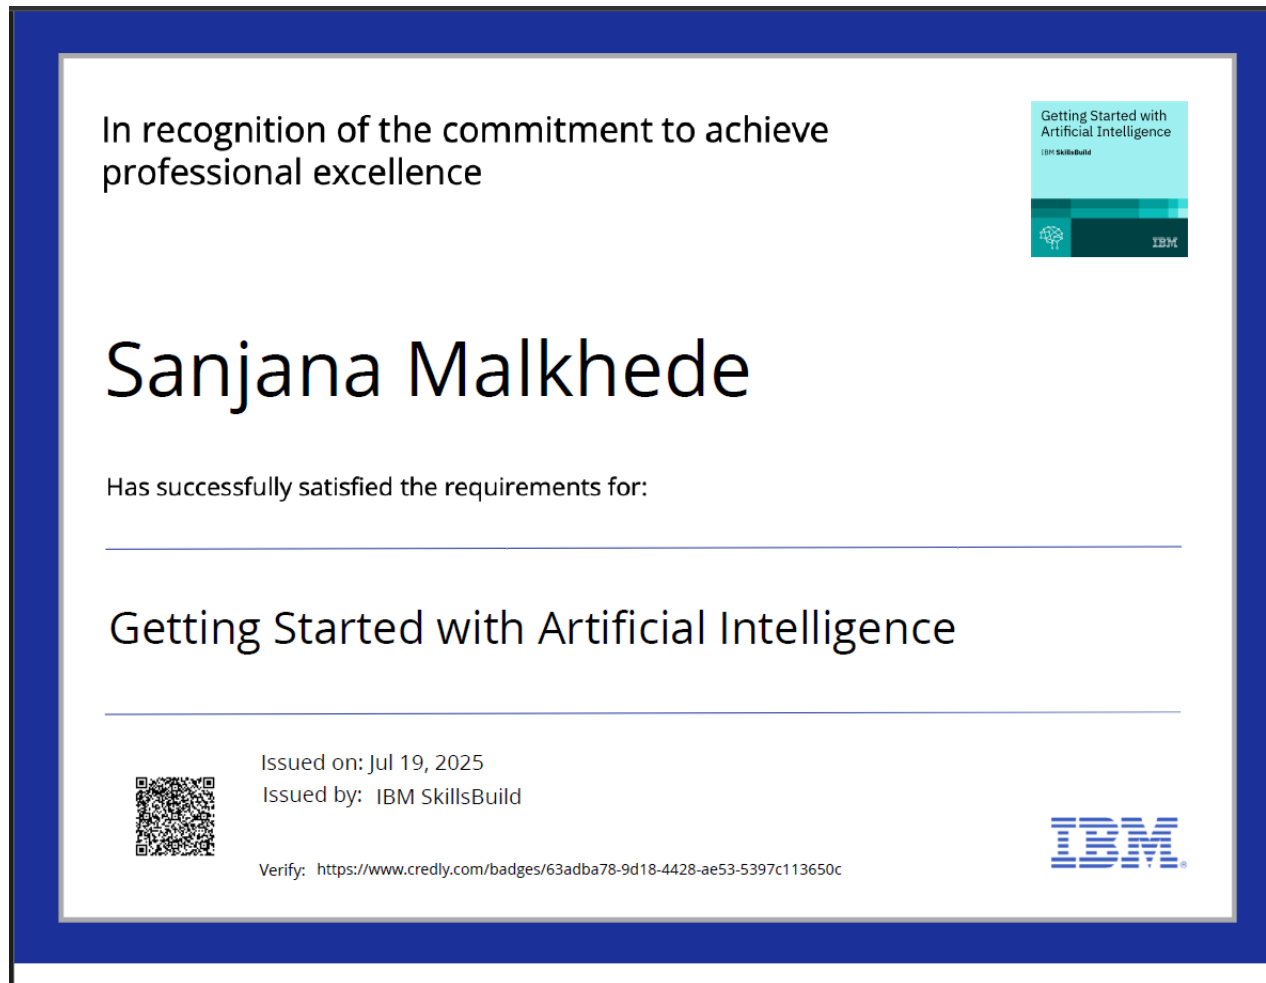 In recognition of the commitment to achieve
professional excellence
Getting Started with
Artificial Intelligence
IBM SkillsBuild
IBM
Sanjana Malkhede
Has successfully satisfied the requirements for:
Getting Started with Artificial Intelligence
Issued on: Jul 19, 2025
Issued by: IBM SkillsBuild
Verify: https://www.credly.com/badges/63adba78-9d18-4428-ae53-5397c113650c
IBM®